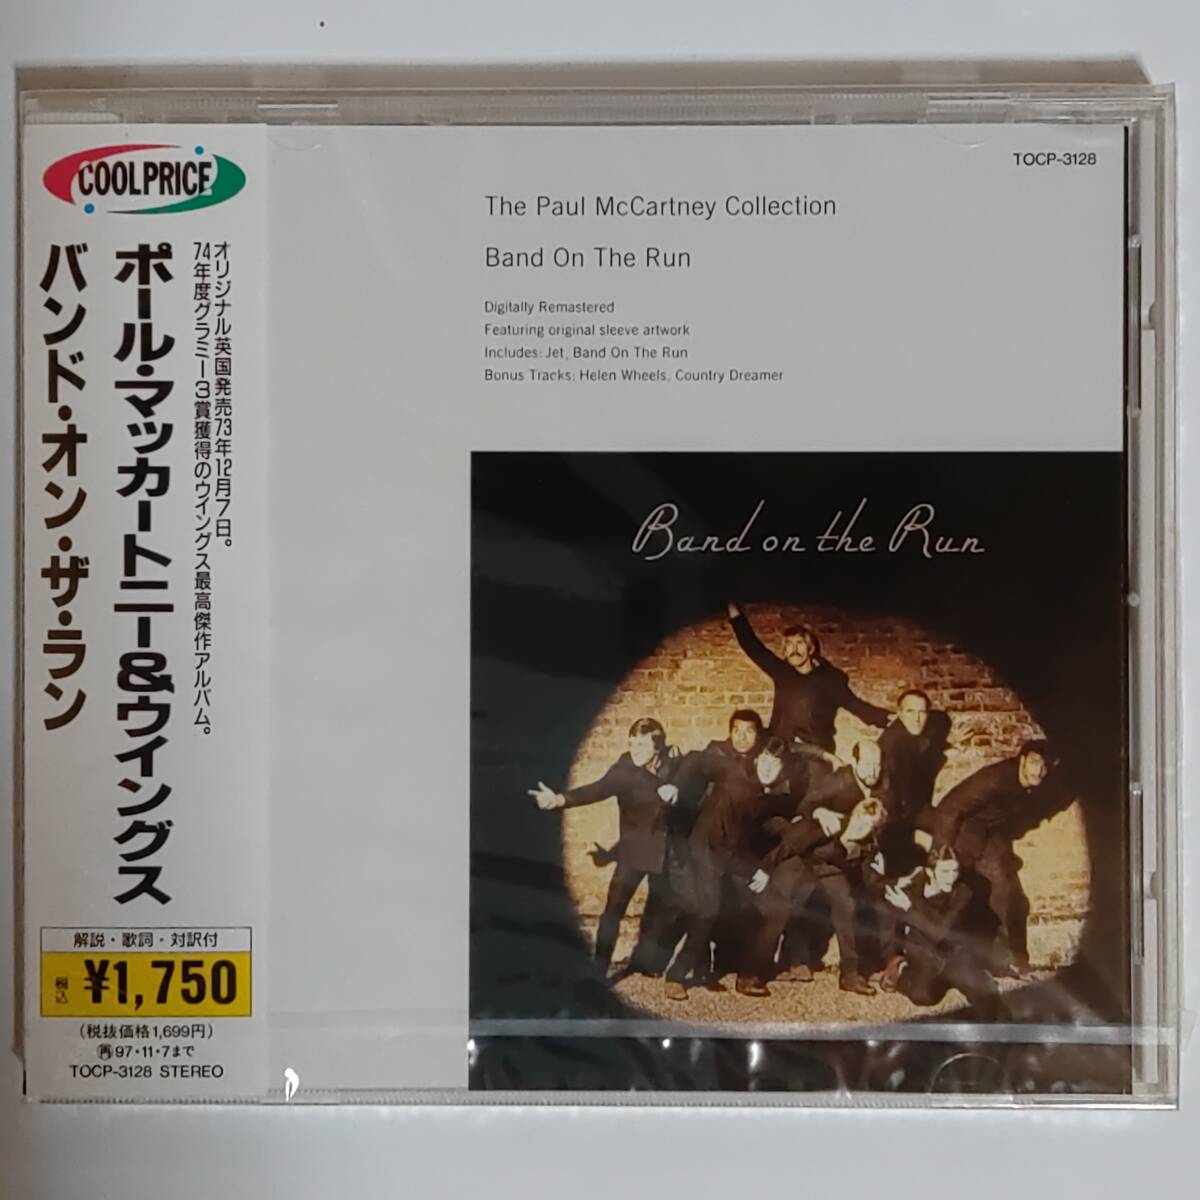 COOLPRICE
オリジナル英国発売73年12月7日。
74年度グラミー3賞獲得のウイングス最高傑作アルバム。
ポール・マッカートニー&ウイングス
バンド・オン・ザ・ラン
解説・歌詞・対訳付
税込 ¥1,750
(税抜価格1,699円)
再97・11・7まで
TOCP-3128 STEREO
TOCP-3128
The Paul McCartney Collection
Band On The Run
Digitally Remastered
Featuring original sleeve artwork
Includes: Jet, Band On The Run
Bonus Tracks: Helen Wheels, Country Dreamer
Band on the Run